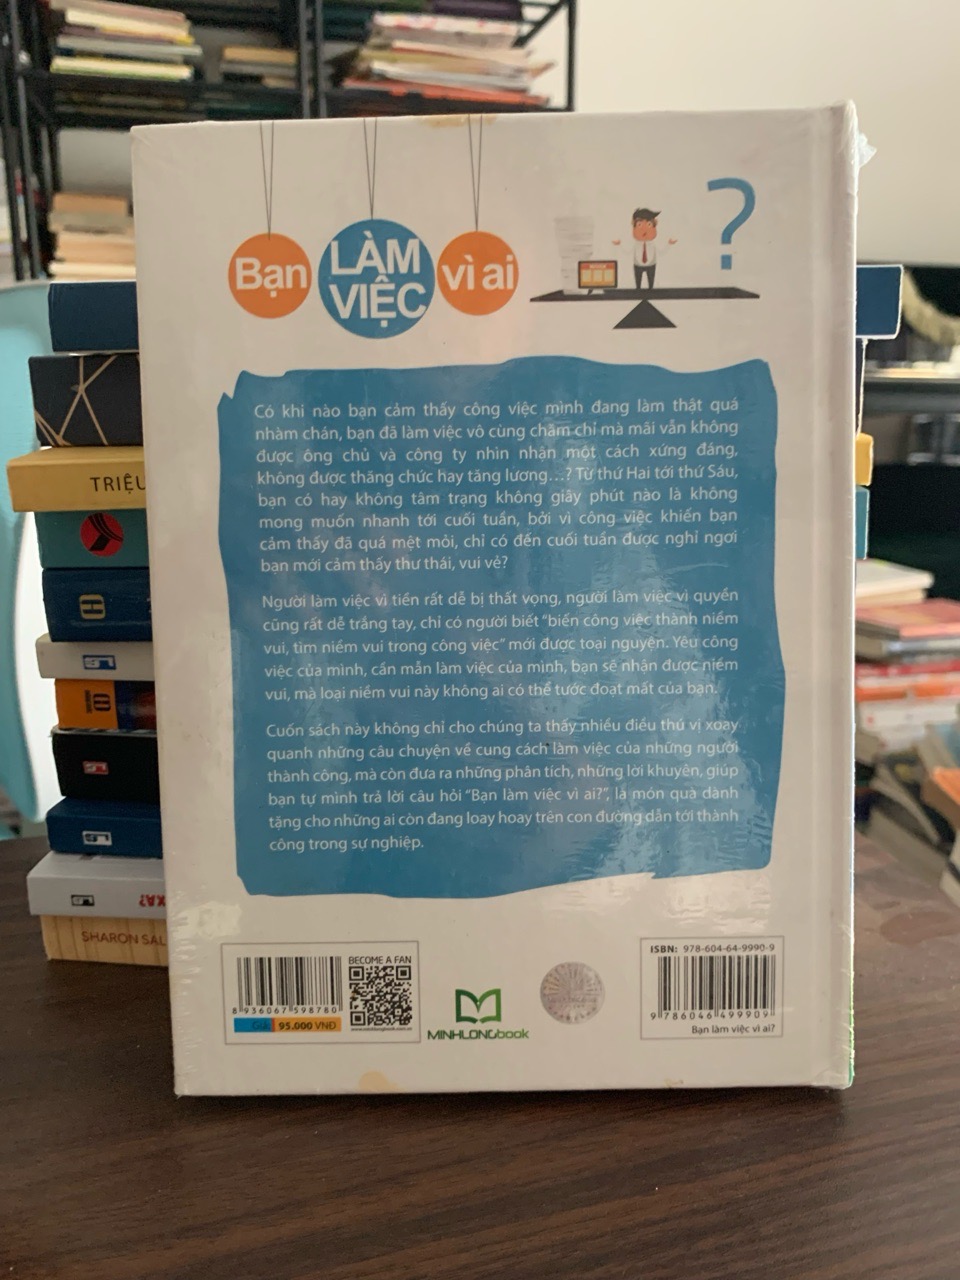 Bạn
LÀM
VIỆC
vì ai
?
Có khi nào bạn cảm thấy công việc mình đang làm thật quá
nhàm chán, bạn đã làm việc vô cùng chăm chỉ mà mãi vẫn không
được ông chủ và công ty nhìn nhận một cách xứng đáng,
không được thăng chức hay tăng lương...? Từ thứ Hai tới thứ Sáu,
bạn có hay không tâm trạng không giây phút nào là không
mong muốn nhanh tới cuối tuần, bởi vì công việc khiến bạn
cảm thấy đã quá mệt mỏi, chỉ có đến cuối tuần được nghỉ ngơi
bạn mới cảm thấy thư thái, vui vẻ?
Người làm việc vì tiền rất dễ bị thất vọng, người làm việc vì quyền
cũng rất dễ trắng tay, chỉ có người biết "biến công việc thành niềm
vui, tìm niềm vui trong công việc" mới được toại nguyện. Yêu công
việc của mình, cần mẫn làm việc của mình, bạn sẽ nhận được niềm
vui, mà loại niềm vui này không ai có thể tước đoạt mất của bạn.
Cuốn sách này không chỉ cho chúng ta thấy nhiều điều thú vị xoay
quanh những câu chuyện về cung cách làm việc của những người
thành công, mà còn đưa ra những phân tích, những lời khuyên, giúp
bạn tự mình trả lời câu hỏi "Bạn làm việc vì ai?", là món quà dành
tặng cho những ai còn đang loay hoay trên con đường dẫn tới thành
công trong sự nghiệp.
BECOME A FAN
8 936067 598780
Giá: 95.000 VNĐ
MINHLONGbook
ISBN: 978-604-64-9990-9
9 786046 499909
Bạn làm việc vì ai?
TRIỆU
XA?
SHARON SAL